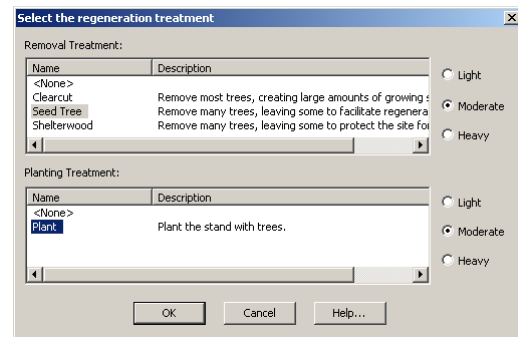 Select the regeneration treatment
Removal Treatment:
Name Description
<None>
Clearcut Remove most trees, creating large amounts of growing
Seed Tree Remove many trees, leaving some to facilitate regenera
Shelterwood Remove many trees, leaving some to protect the site for
Light
Moderate
Heavy
Planting Treatment:
Name Description
<None>
Plant Plant the stand with trees.
Light
Moderate
Heavy
OK Cancel Help...